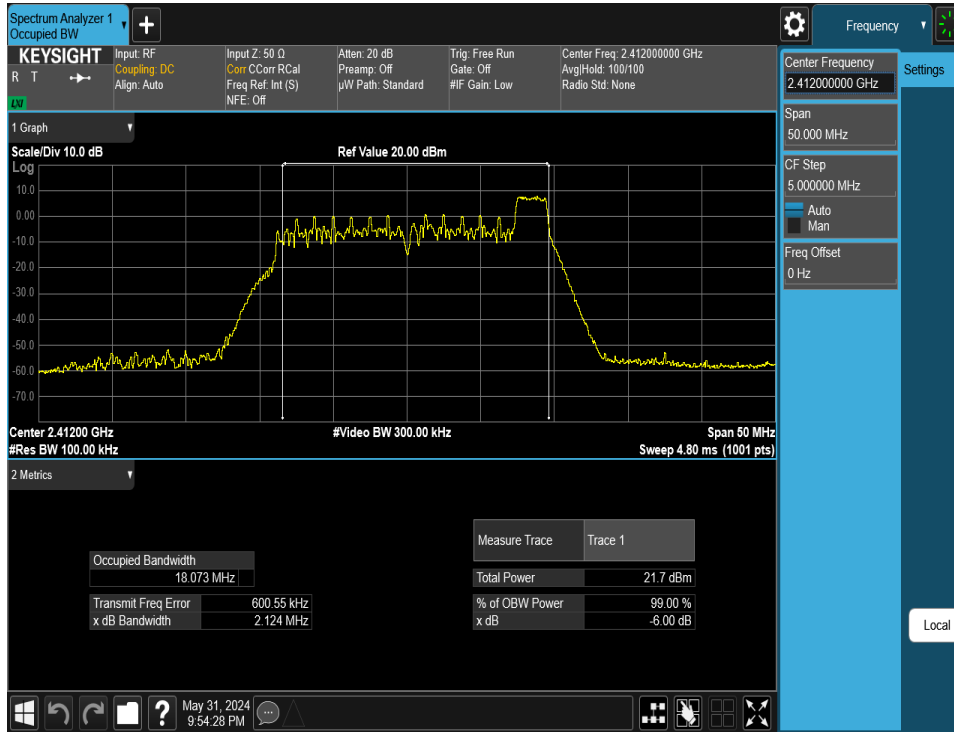 Spectrum Analyzer 1
Occupied BW
Frequency
KEYSIGHT
R T
LXI
Input: RF
Coupling: DC
Align: Auto
Input Z: 50 Ω
Corr CCorr RCal
Freq Ref: Int (S)
NFE: Off
Atten: 20 dB
Preamp: Off
µW Path: Standard
Trig: Free Run
Gate: Off
#IF Gain: Low
Center Freq: 2.412000000 GHz
Avg|Hold: 100/100
Radio Std: None
Center Frequency
2.412000000 GHz
Settings
Span
50.000 MHz
CF Step
5.000000 MHz
Auto
Man
Freq Offset
0 Hz
Local
1 Graph
Scale/Div 10.0 dB
Ref Value 20.00 dBm
Log
10.0
0.00
-10.0
-20.0
-30.0
-40.0
-50.0
-60.0
-70.0
Center 2.41200 GHz
#Video BW 300.00 kHz
Span 50 MHz
#Res BW 100.00 kHz
Sweep 4.80 ms (1001 pts)
2 Metrics
Occupied Bandwidth
18.073 MHz
Transmit Freq Error 600.55 kHz
x dB Bandwidth 2.124 MHz
Measure Trace Trace 1
Total Power 21.7 dBm
% of OBW Power 99.00 %
x dB -6.00 dB
?
May 31, 2024
9:54:28 PM